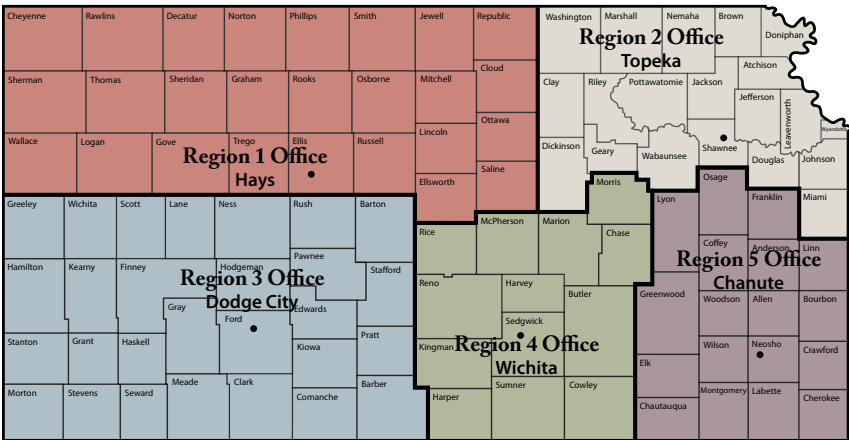 Cheyenne
Rawlins
Decatur
Norton
Phillips
Smith
Jewell
Republic
Sherman
Thomas
Sheridan
Graham
Rooks
Osborne
Mitchell
Cloud
Wallace
Logan
Gove
Trego
Ellis
Russell
Lincoln
Ottawa
Ellsworth
Saline
Region 1 Office
Hays
Washington
Marshall
Nemaha
Brown
Doniphan
Region 2 Office
Topeka
Atchison
Clay
Riley
Pottawatomie
Jackson
Jefferson
Leavenworth
Wyandotte
Dickinson
Geary
Wabaunsee
Shawnee
Douglas
Johnson
Miami
Greeley
Wichita
Scott
Lane
Ness
Rush
Barton
Hamilton
Kearny
Finney
Hodgeman
Pawnee
Stafford
Region 3 Office
Dodge City
Gray
Ford
Edwards
Pratt
Stanton
Grant
Haskell
Kiowa
Morton
Stevens
Seward
Meade
Clark
Comanche
Barber
Morris
Rice
McPherson
Marion
Chase
Reno
Harvey
Butler
Sedgwick
Kingman
Region 4 Office
Wichita
Harper
Sumner
Cowley
Osage
Lyon
Franklin
Coffey
Anderson
Linn
Region 5 Office
Chanute
Greenwood
Woodson
Allen
Bourbon
Wilson
Neosho
Crawford
Elk
Chautauqua
Montgomery
Labette
Cherokee